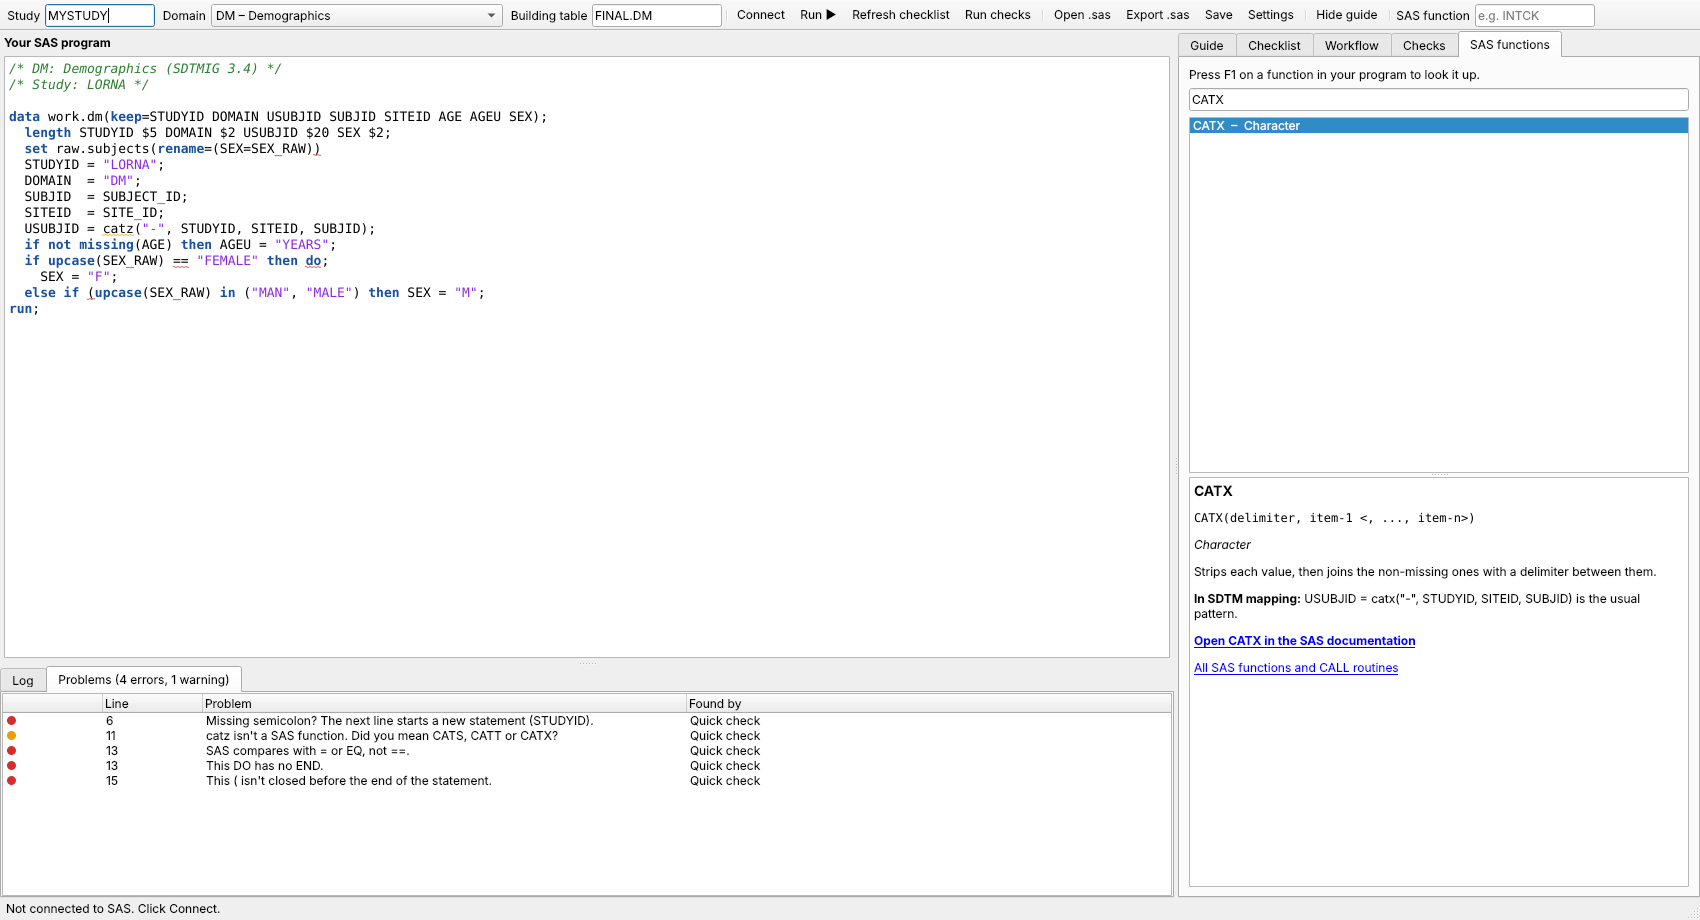 Study MYSTUDY Domain DM – Demographics Building table FINAL.DM Connect Run ▶ Refresh checklist Run checks Open .sas Export .sas Save Settings Hide guide SAS function e.g. INTCK
Your SAS program
/* DM: Demographics (SDTMIG 3.4) */
/* Study: LORNA */
data work.dm(keep=STUDYID DOMAIN USUBJID SUBJID SITEID AGE AGEU SEX);
  length STUDYID $5 DOMAIN $2 USUBJID $20 SEX $2;
  set raw.subjects(rename=(SEX=SEX_RAW))
  STUDYID = "LORNA";
  DOMAIN  = "DM";
  SUBJID  = SUBJECT_ID;
  SITEID  = SITE_ID;
  USUBJID = catz("-", STUDYID, SITEID, SUBJID);
  if not missing(AGE) then AGEU = "YEARS";
  if upcase(SEX_RAW) == "FEMALE" then do;
    SEX = "F";
  else if (upcase(SEX_RAW) in ("MAN", "MALE") then SEX = "M";
run;
Log Problems (4 errors, 1 warning)
Line Problem Found by
6 Missing semicolon? The next line starts a new statement (STUDYID). Quick check
11 catz isn't a SAS function. Did you mean CATS, CATT or CATX? Quick check
13 SAS compares with = or EQ, not ==. Quick check
13 This DO has no END. Quick check
15 This ( isn't closed before the end of the statement. Quick check
Guide Checklist Workflow Checks SAS functions
Press F1 on a function in your program to look it up.
CATX
CATX – Character
CATX
CATX(delimiter, item-1 <, ..., item-n>)
Character
Strips each value, then joins the non-missing ones with a delimiter between them.
In SDTM mapping: USUBJID = catx("-", STUDYID, SITEID, SUBJID) is the usual
pattern.
Open CATX in the SAS documentation
All SAS functions and CALL routines
Not connected to SAS. Click Connect.